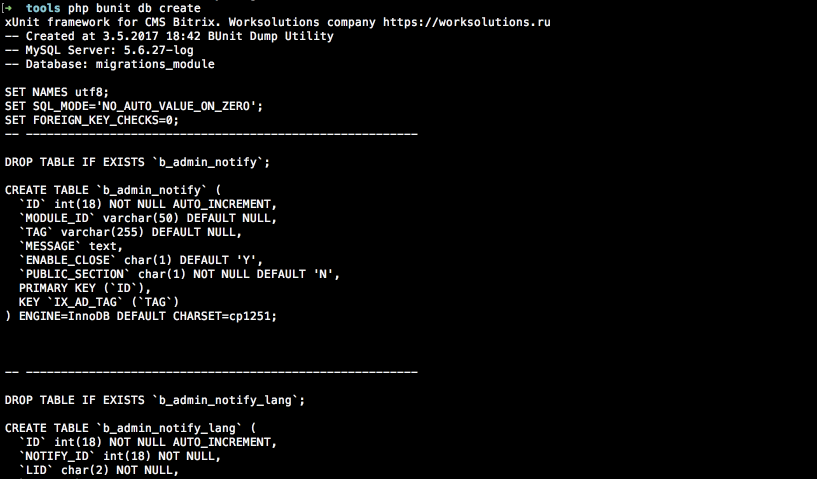 [➜  tools php bunit db create
xUnit framework for CMS Bitrix. Worksolutions company https://worksolutions.ru
-- Created at 3.5.2017 18:42 BUnit Dump Utility
-- MySQL Server: 5.6.27-log
-- Database: migrations_module

SET NAMES utf8;
SET SQL_MODE='NO_AUTO_VALUE_ON_ZERO';
SET FOREIGN_KEY_CHECKS=0;
-- --------------------------------------------------------

DROP TABLE IF EXISTS `b_admin_notify`;

CREATE TABLE `b_admin_notify` (
  `ID` int(18) NOT NULL AUTO_INCREMENT,
  `MODULE_ID` varchar(50) DEFAULT NULL,
  `TAG` varchar(255) DEFAULT NULL,
  `MESSAGE` text,
  `ENABLE_CLOSE` char(1) DEFAULT 'Y',
  `PUBLIC_SECTION` char(1) NOT NULL DEFAULT 'N',
  PRIMARY KEY (`ID`),
  KEY `IX_AD_TAG` (`TAG`)
) ENGINE=InnoDB DEFAULT CHARSET=cp1251;

-- --------------------------------------------------------

DROP TABLE IF EXISTS `b_admin_notify_lang`;

CREATE TABLE `b_admin_notify_lang` (
  `ID` int(18) NOT NULL AUTO_INCREMENT,
  `NOTIFY_ID` int(18) NOT NULL,
  `LID` char(2) NOT NULL,